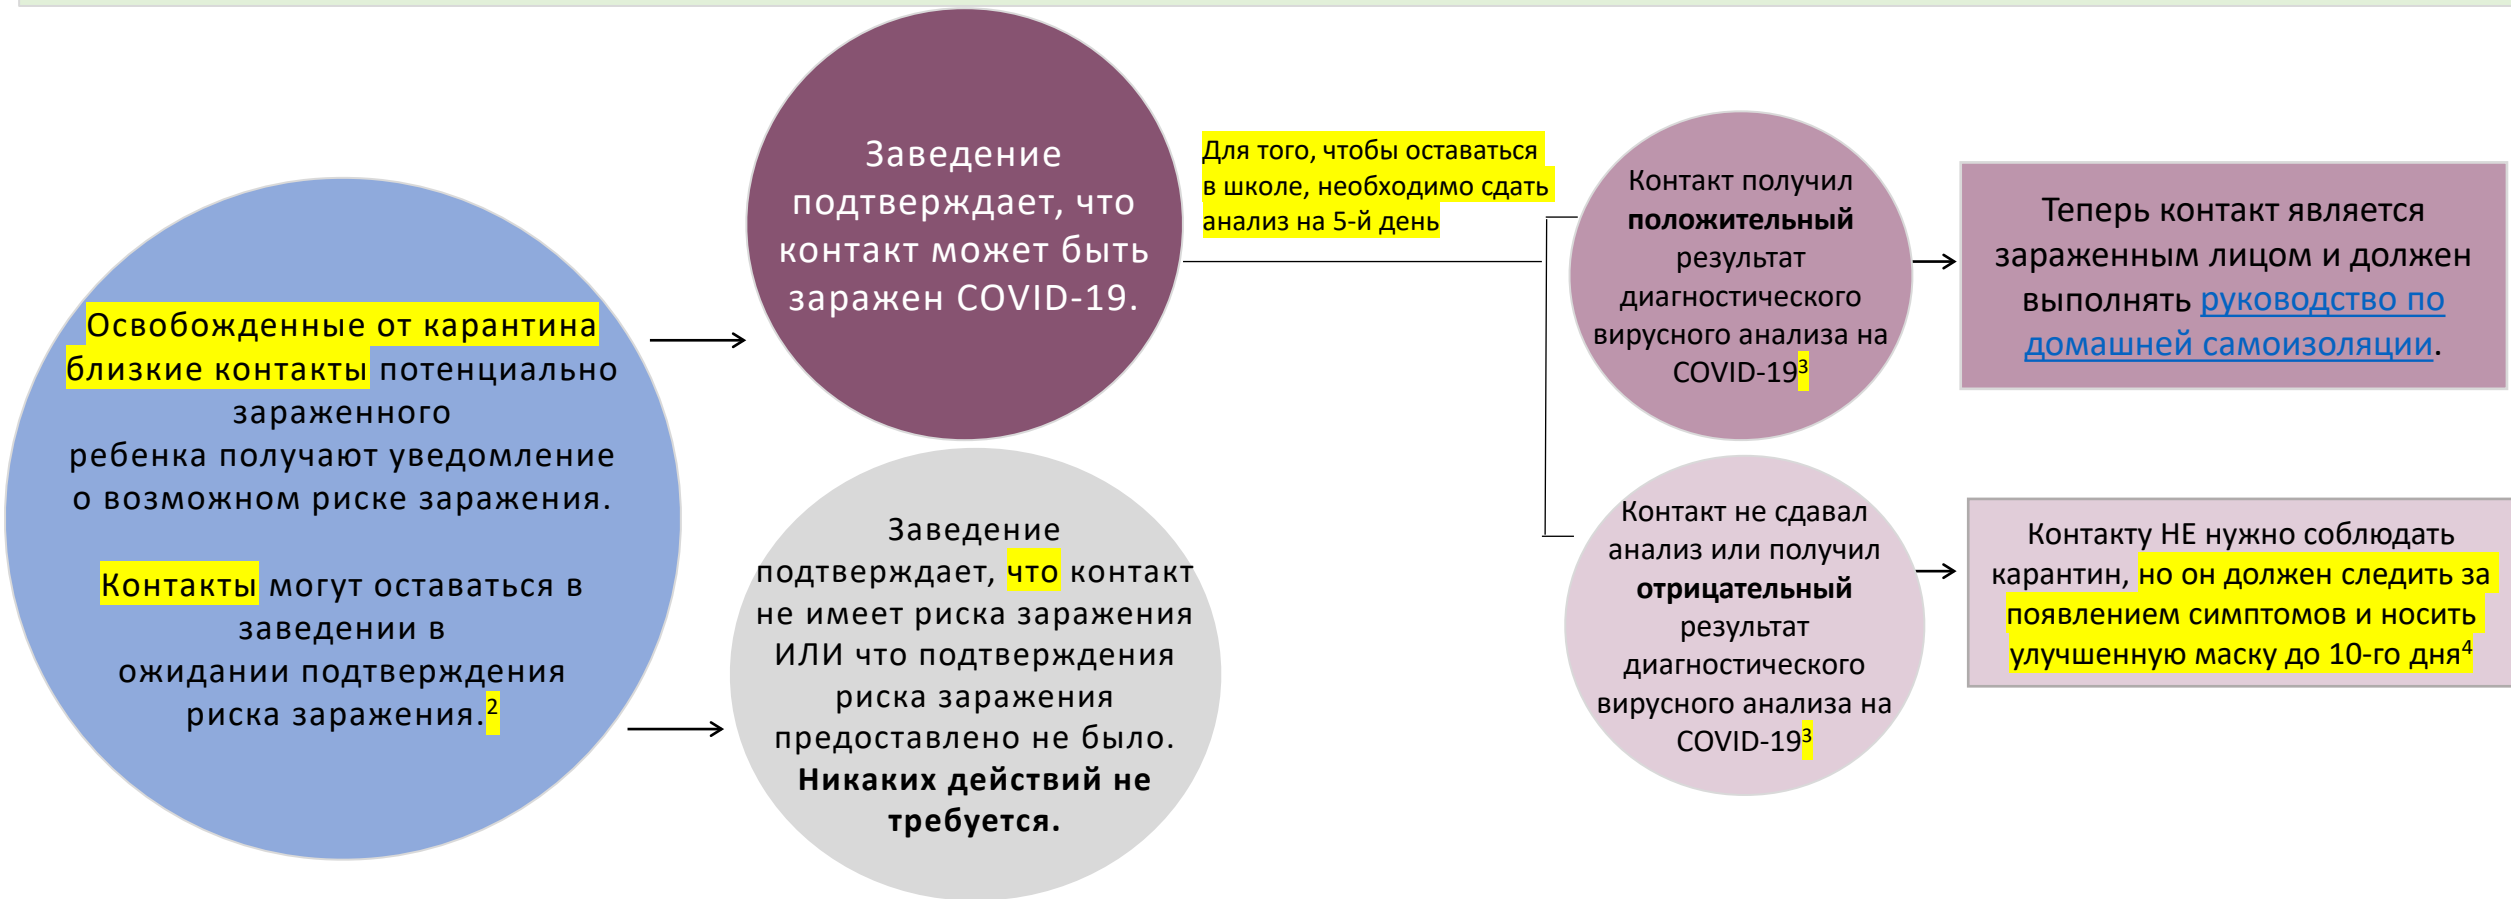 Освобожденные от карантина
близкие контакты потенциально
зараженного
ребенка получают уведомление
о возможном риске заражения.
Контакты могут оставаться в
заведении в
ожидании подтверждения
риска заражения.2
Заведение
подтверждает, что
контакт может быть
заражен COVID-19.
Заведение
подтверждает, что контакт
не имеет риска заражения
ИЛИ что подтверждения
риска заражения
предоставлено не было.
Никаких действий не
требуется.
Для того, чтобы оставаться
в школе, необходимо сдать
анализ на 5-й день
Контакт получил
положительный
результат
диагностического
вирусного анализа на
COVID-193
Теперь контакт является
зараженным лицом и должен
выполнять руководство по
домашней самоизоляции.
Контакт не сдавал
анализ или получил
отрицательный
результат
диагностического
вирусного анализа на
COVID-193
Контакту НЕ нужно соблюдать
карантин, но он должен следить за
появлением симптомов и носить
улучшенную маску до 10-го дня4